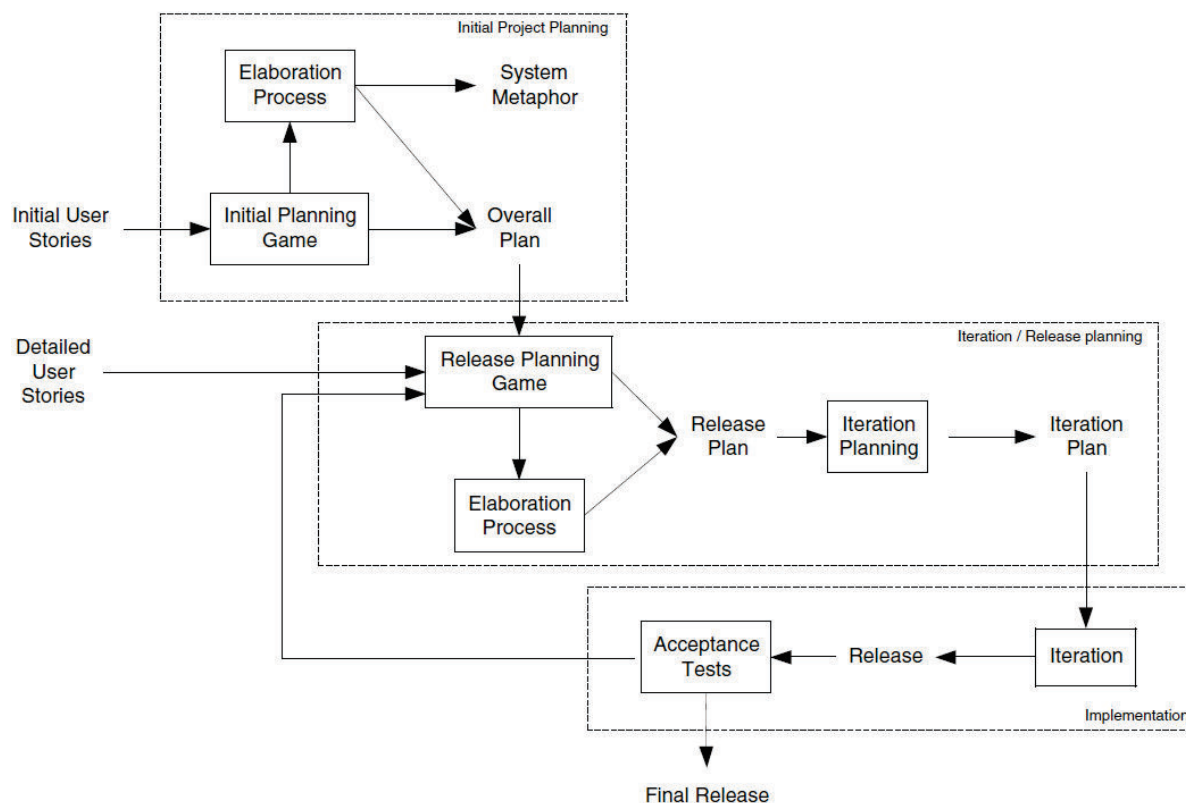 Initial Project Planning
Elaboration
Process
System
Metaphor
Initial User
Stories
Initial Planning
Game
Overall
Plan
Iteration / Release planning
Detailed
User
Stories
Release Planning
Game
Release
Plan
Iteration
Planning
Iteration
Plan
Elaboration
Process
Acceptance
Tests
Release
Iteration
Implementation
Final Release